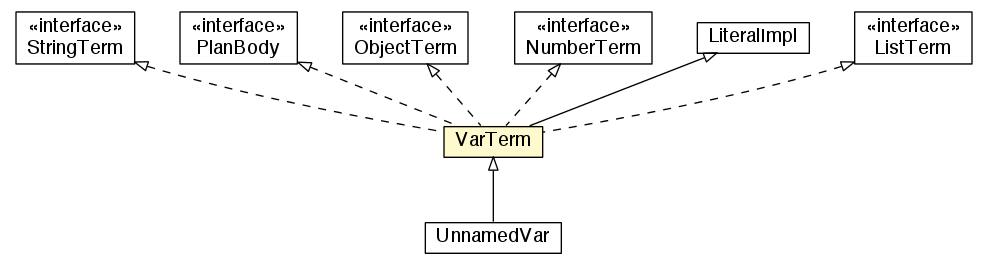 «interface»
StringTerm
«interface»
PlanBody
«interface»
ObjectTerm
«interface»
NumberTerm
LiteralImpl
«interface»
ListTerm
VarTerm
UnnamedVar